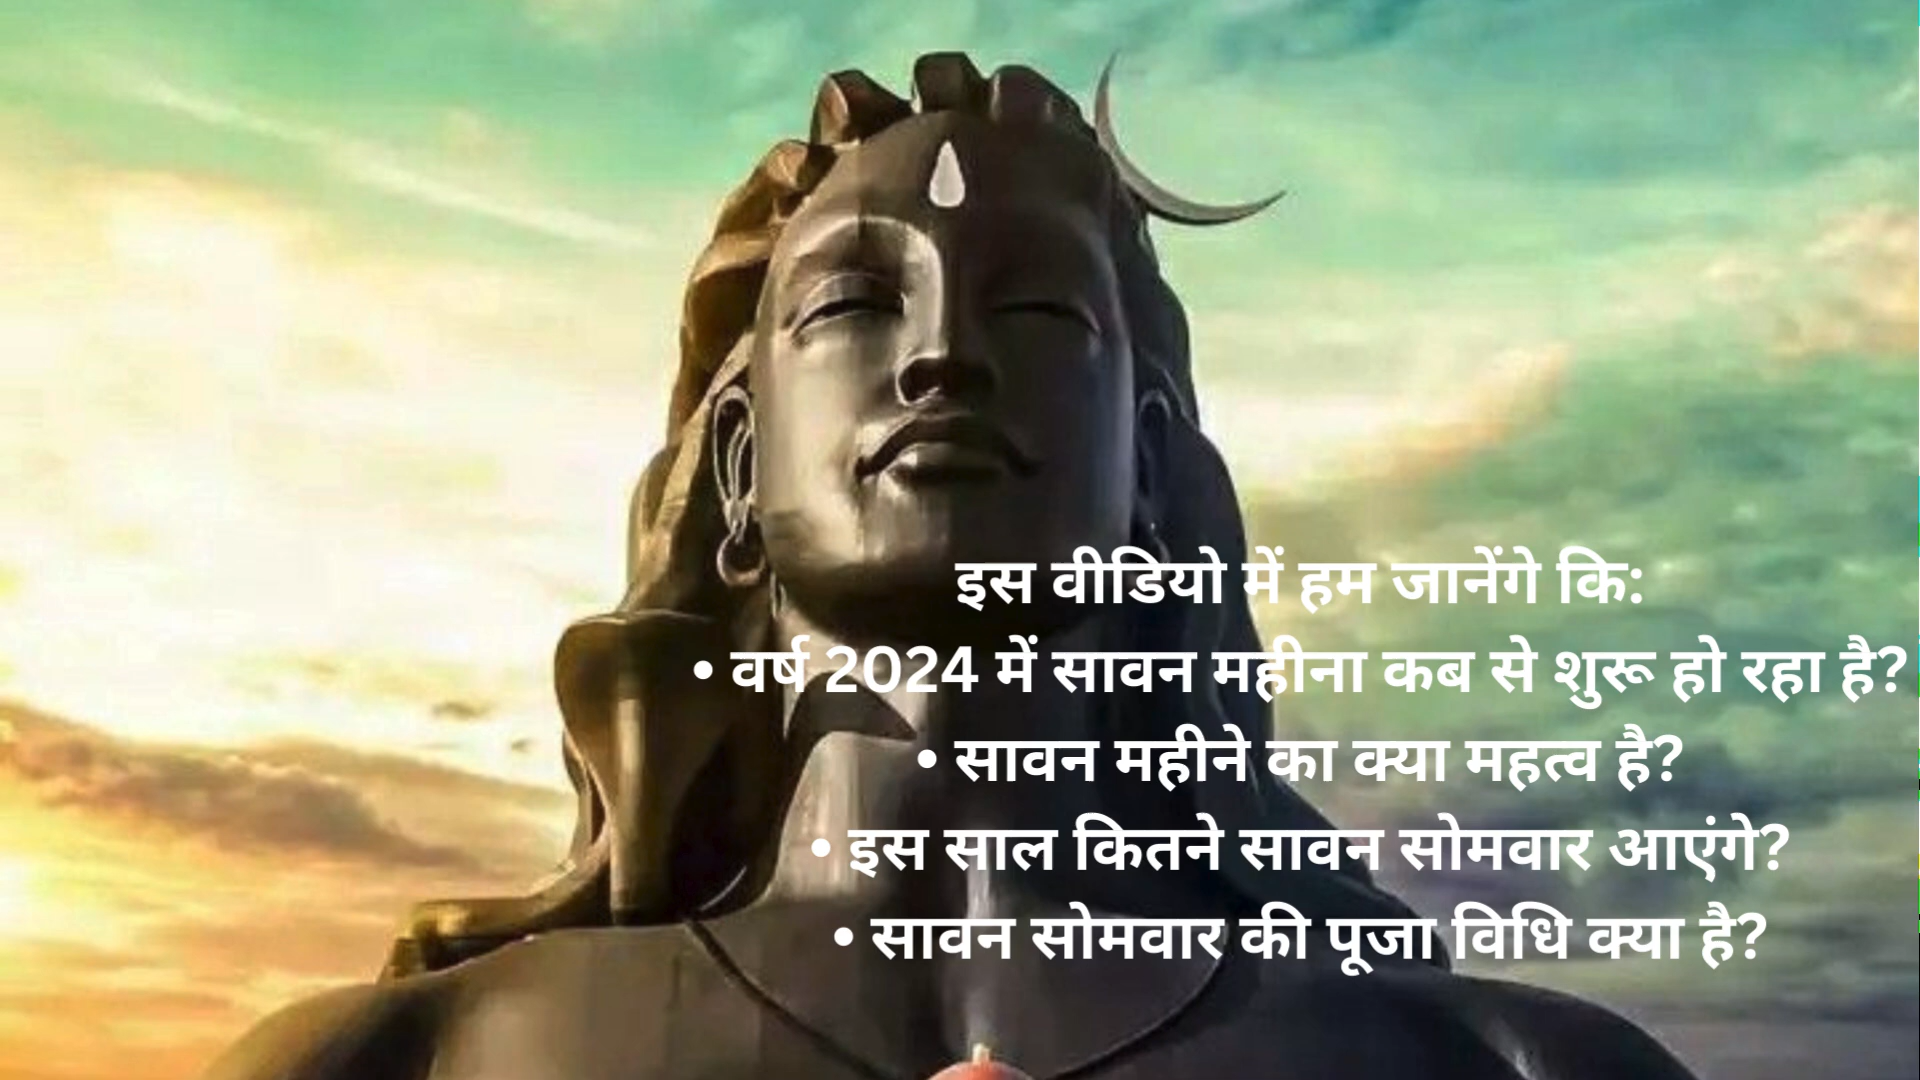 इस वीडियो में हम जानेंगे कि:
• वर्ष 2024 में सावन महीना कब से शुरू हो रहा है?
• सावन महीने का क्या महत्व है?
• इस साल कितने सावन सोमवार आएंगे?
• सावन सोमवार की पूजा विधि क्या है?